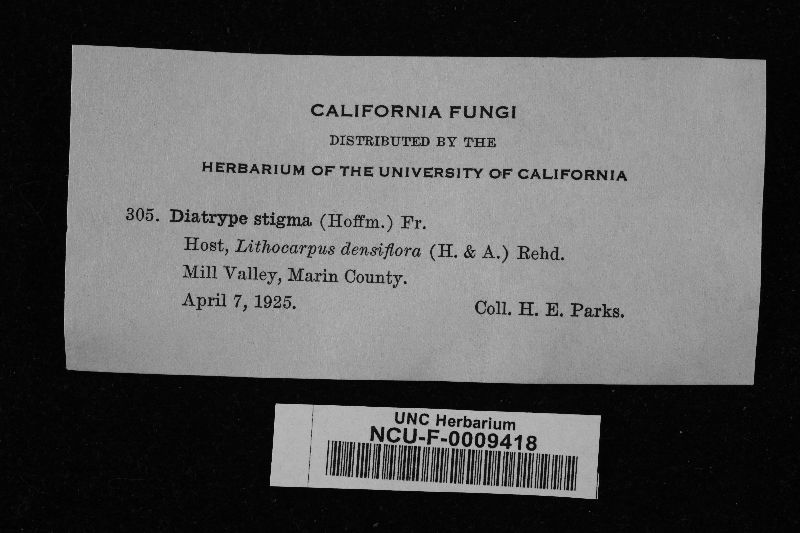 CALIFORNIA FUNGI
DISTRIBUTED BY THE
HERBARIUM OF THE UNIVERSITY OF CALIFORNIA
305. Diatrype stigma (Hoffm.) Fr.
Host, Lithocarpus densiflora (H. & A.) Rehd.
Mill Valley, Marin County.
April 7, 1925. Coll. H. E. Parks.
UNC Herbarium
NCU-F-0009418